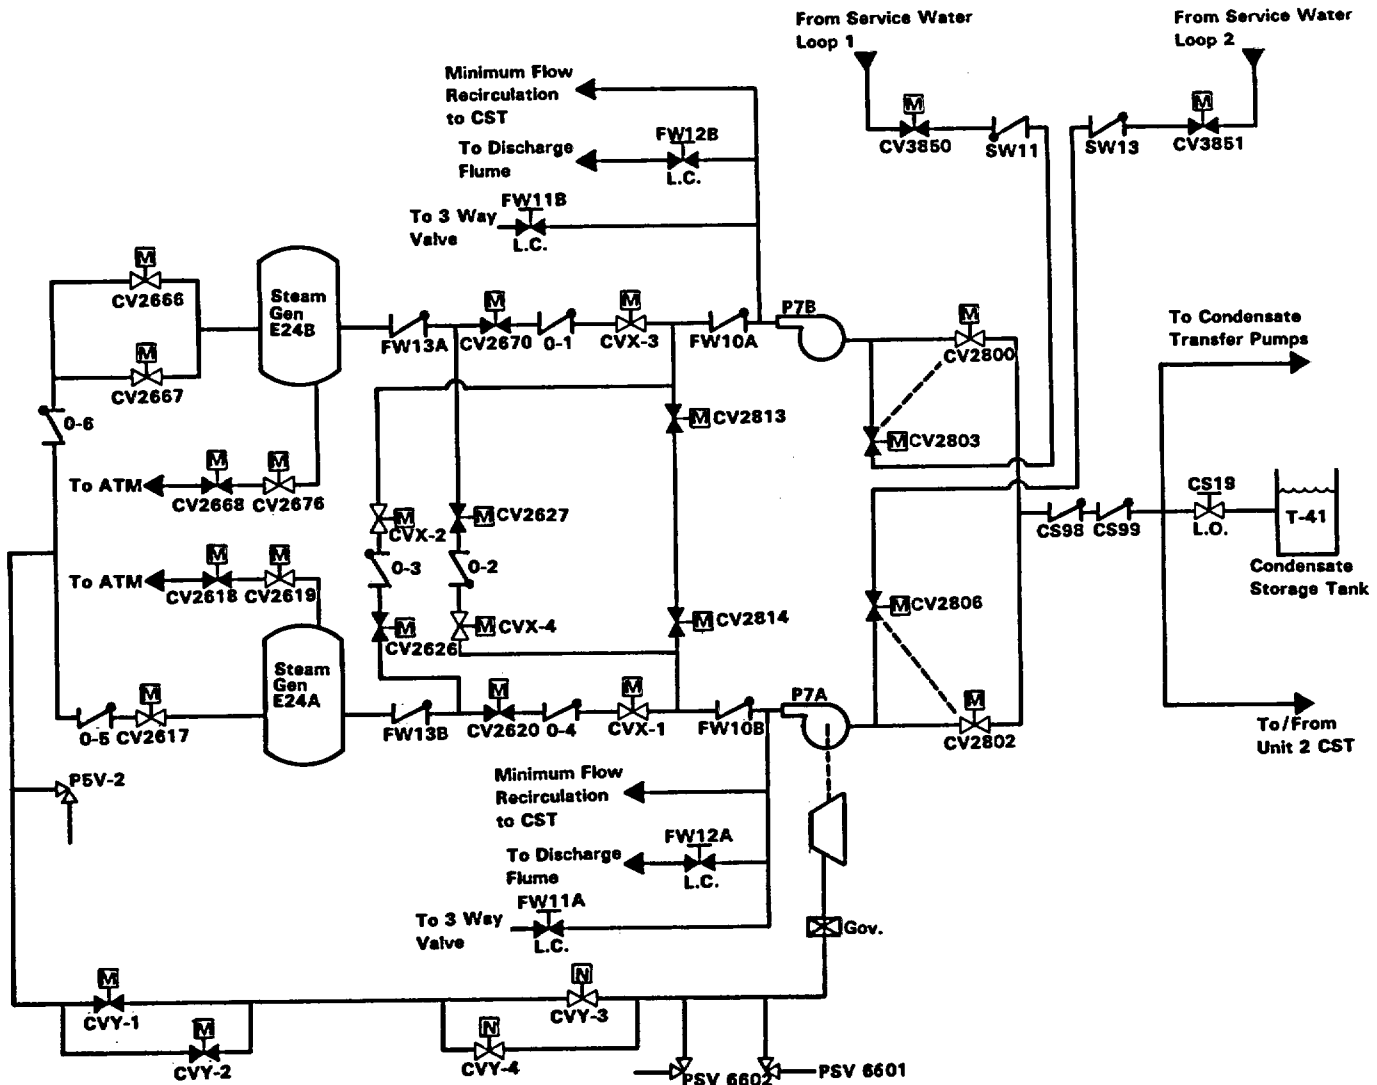 From Service Water
Loop 1
From Service Water
Loop 2
Minimum Flow
Recirculation
to CST
M
CV3850
SW11
SW13
M
CV3851
To Discharge
Flume
FW12B
L.C.
To 3 Way
Valve
FW11B
L.C.
M
CV2666
M
CV2667
0-6
Steam
Gen
E24B
FW13A
M
CV2670
0-1
M
CVX-3
FW10A
P7B
M
CV2800
To Condensate
Transfer Pumps
M CV2813
M CV2803
To ATM
M
CV2668
M
CV2676
M
CVX-2
M CV2627
0-3
0-2
CS98
CS99
CS19
L.O.
T-41
Condensate
Storage Tank
To ATM
M
CV2618
M
CV2619
M
CV2626
M CVX-4
M CV2814
M CV2806
Steam
Gen
E24A
0-5
M
CV2617
FW13B
M
CV2620
0-4
M
CVX-1
FW10B
P7A
M
CV2802
To/From
Unit 2 CST
P5V-2
Minimum Flow
Recirculation
to CST
To Discharge
Flume
FW12A
L.C.
To 3 Way
Valve
FW11A
L.C.
Gov.
M
CVY-1
M
CVY-2
N
CVY-3
N
CVY-4
PSV 6602
PSV 6601